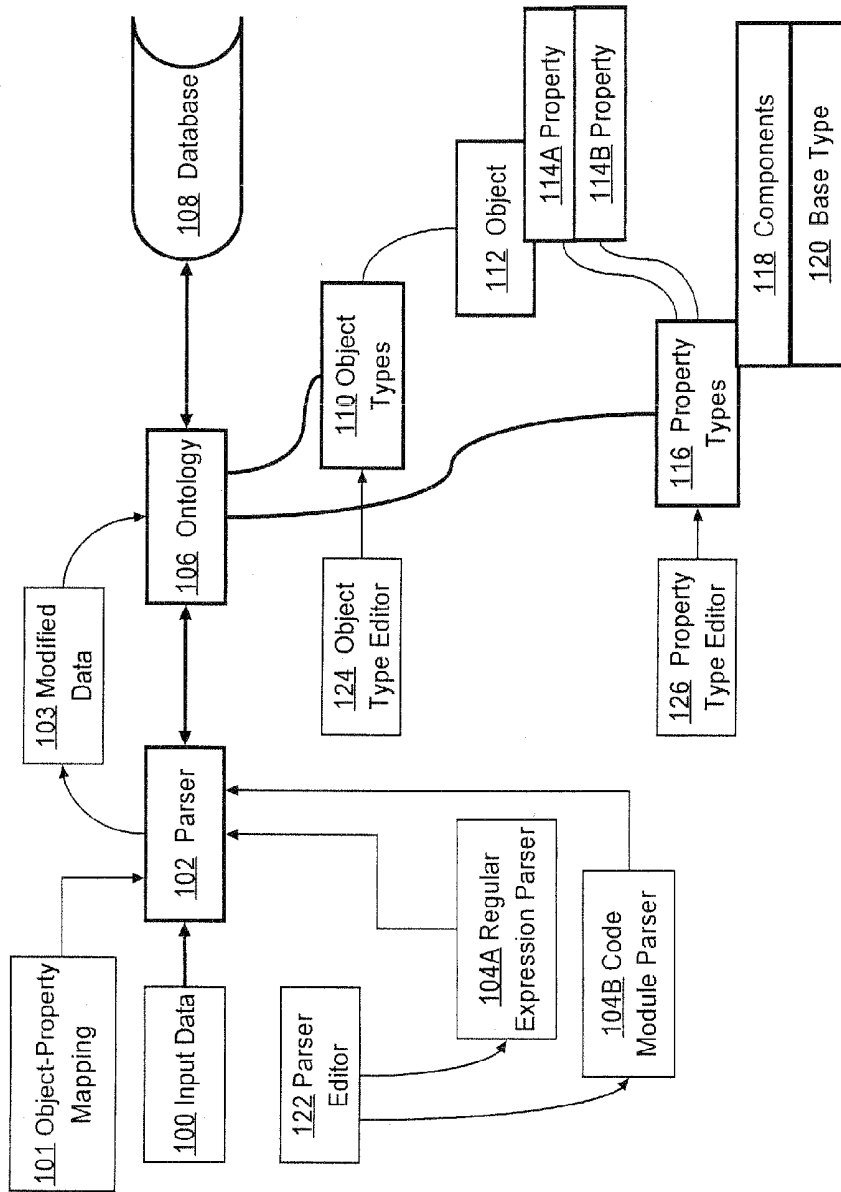 101 Object-Property
Mapping
100 Input Data
122 Parser
Editor
103 Modified
Data
102 Parser
104A Regular
Expression Parser
104B Code
Module Parser
106 Ontology
124 Object
Type Editor
126 Property
Type Editor
108 Database
110 Object
Types
112 Object
114A Property
114B Property
116 Property
Types
118 Components
120 Base Type